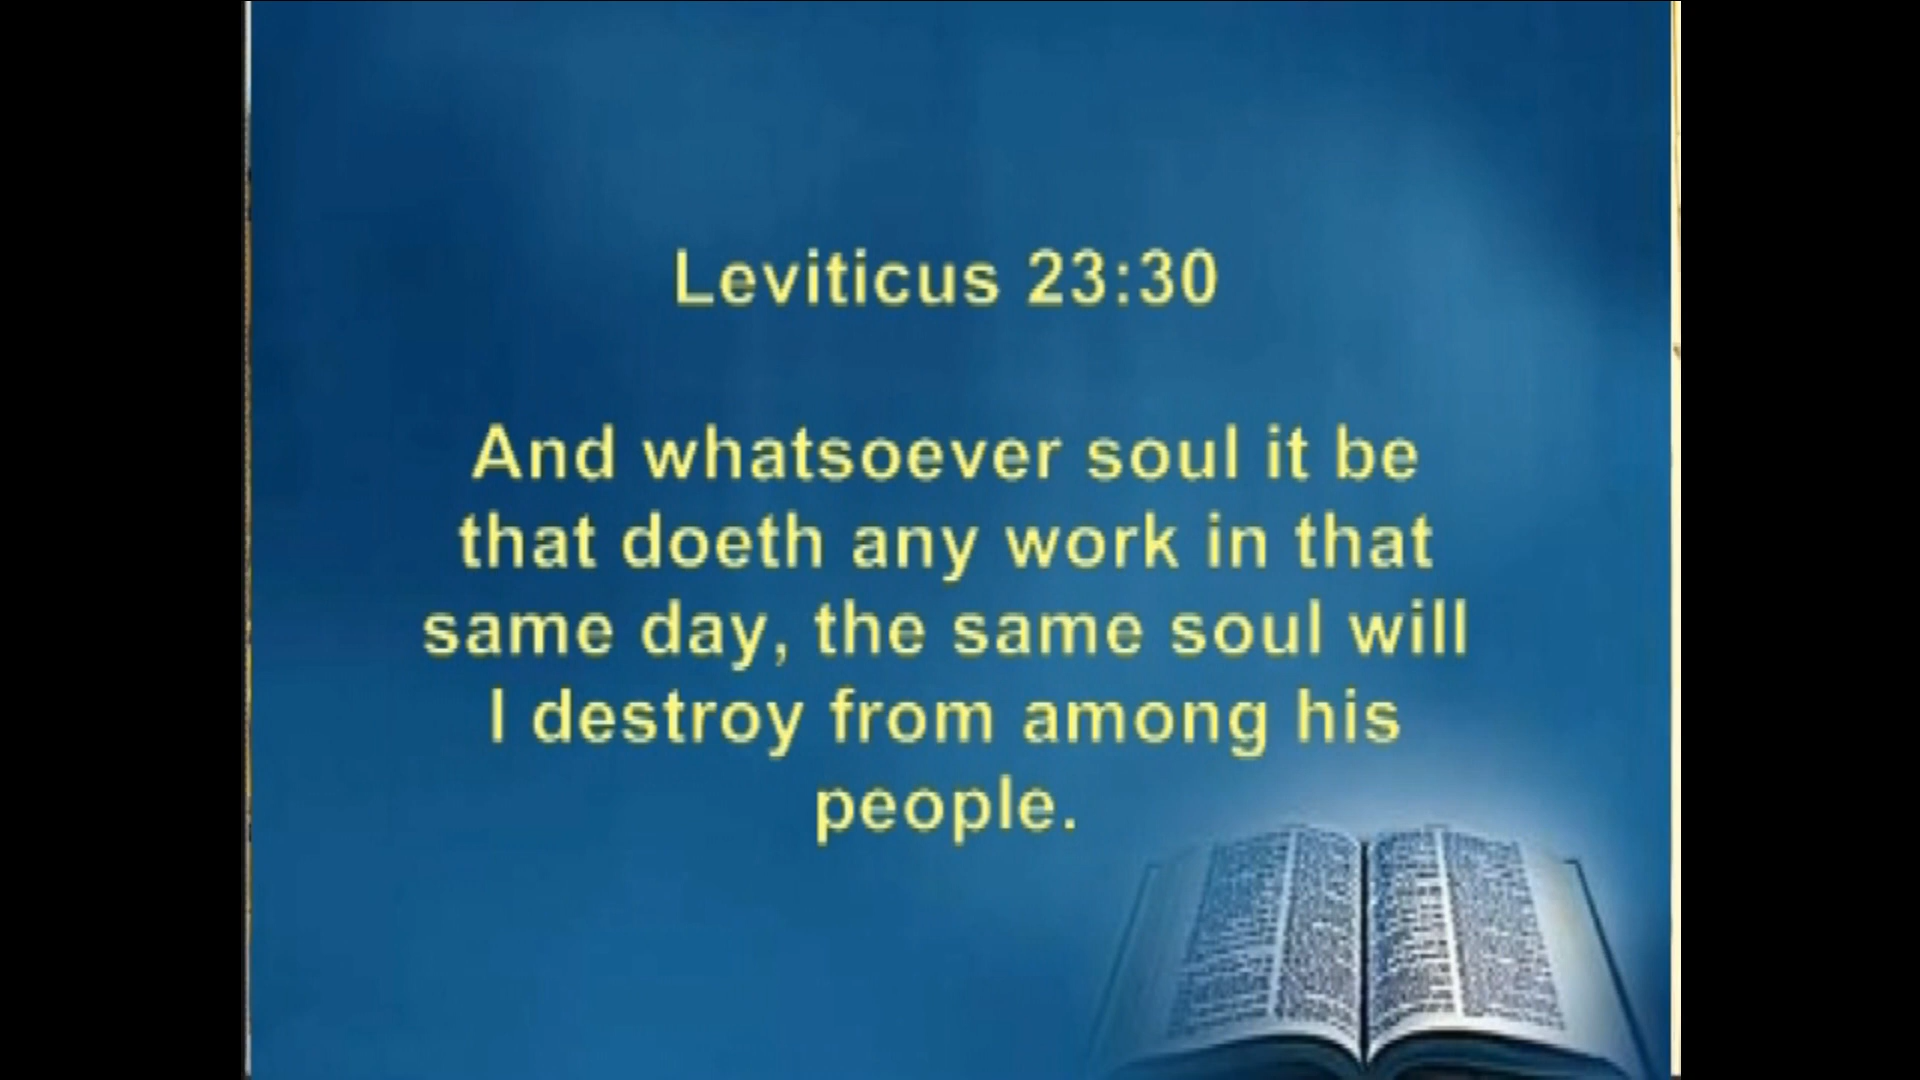 Leviticus 23:30
And whatsoever soul it be
that doeth any work in that
same day, the same soul will
I destroy from among his
people.